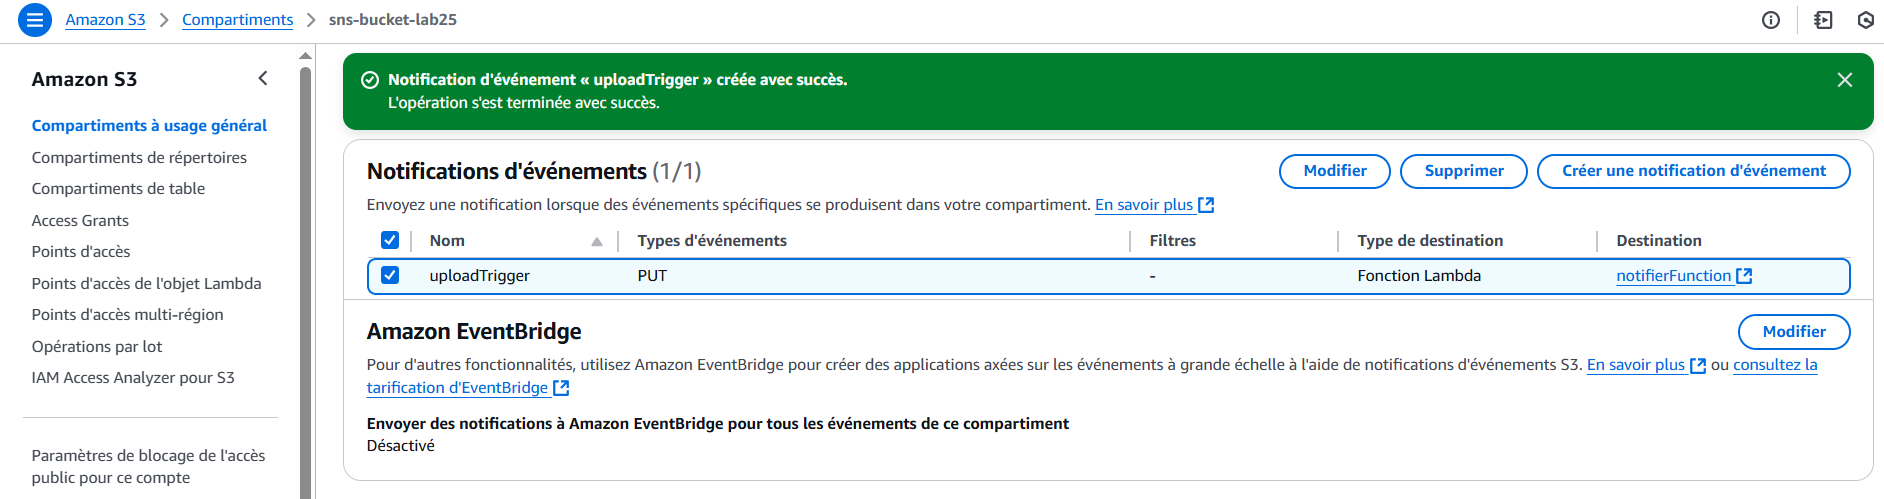 Amazon S3 > Compartiments > sns-bucket-lab25
Amazon S3
Compartiments à usage général
Compartiments de répertoires
Compartiments de table
Access Grants
Points d'accès
Points d'accès de l'objet Lambda
Points d'accès multi-région
Opérations par lot
IAM Access Analyzer pour S3
Paramètres de blocage de l'accès
public pour ce compte
Notification d'événement « uploadTrigger » créée avec succès.
L'opération s'est terminée avec succès.
Notifications d'événements (1/1)
Modifier
Supprimer
Créer une notification d'événement
Envoyez une notification lorsque des événements spécifiques se produisent dans votre compartiment. En savoir plus
Nom Types d'événements Filtres Type de destination Destination
uploadTrigger PUT - Fonction Lambda notifierFunction
Amazon EventBridge
Modifier
Pour d'autres fonctionnalités, utilisez Amazon EventBridge pour créer des applications axées sur les événements à grande échelle à l'aide de notifications d'événements S3. En savoir plus ou consultez la
tarification d'EventBridge
Envoyer des notifications à Amazon EventBridge pour tous les événements de ce compartiment
Désactivé